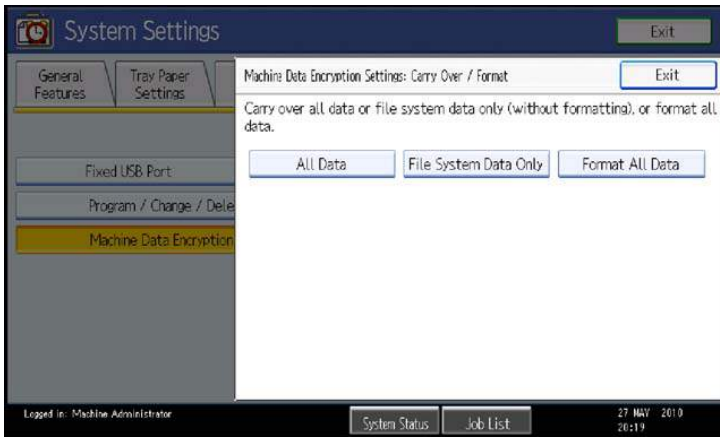 System Settings
Exit
General
Features
Tray Paper
Settings
Machine Data Encryption Settings: Carry Over / Format
Exit
Carry over all data or file system data only (without formatting), or format all
data.
All Data
File System Data Only
Format All Data
Fixed USB Port
Program / Change / Dele
Machine Data Encryption
Logged in: Machine Administrator
System Status
Job List
27 MAY 2010
20:19